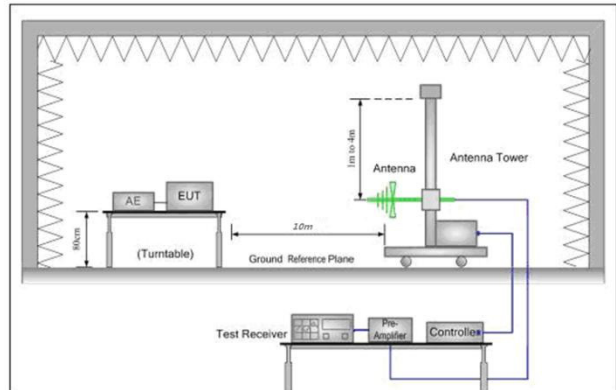 1m to 4m
Antenna
Antenna Tower
AE
EUT
80cm
(Turntable)
10m
Ground Reference Plane
Test Receiver
Pre-
Amplifier
Controller